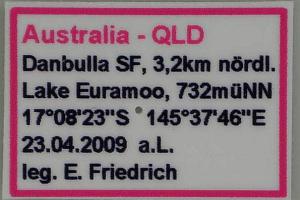 Australia - QLD
Danbulla SF, 3,2km nördl.
Lake Euramoo, 732müNN
17°08'23"S 145°37'46"E
23.04.2009 a.L.
leg. E. Friedrich